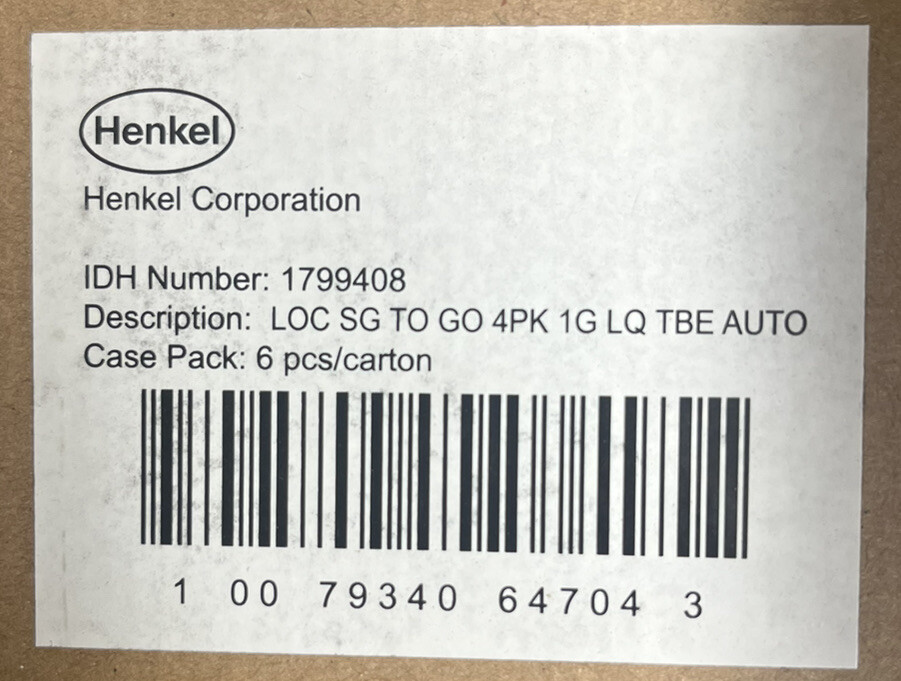 Henkel
Henkel Corporation
IDH Number: 1799408
Description: LOC SG TO GO 4PK 1G LQ TBE AUTO
Case Pack: 6 pcs/carton
1 00 79340 64704 3